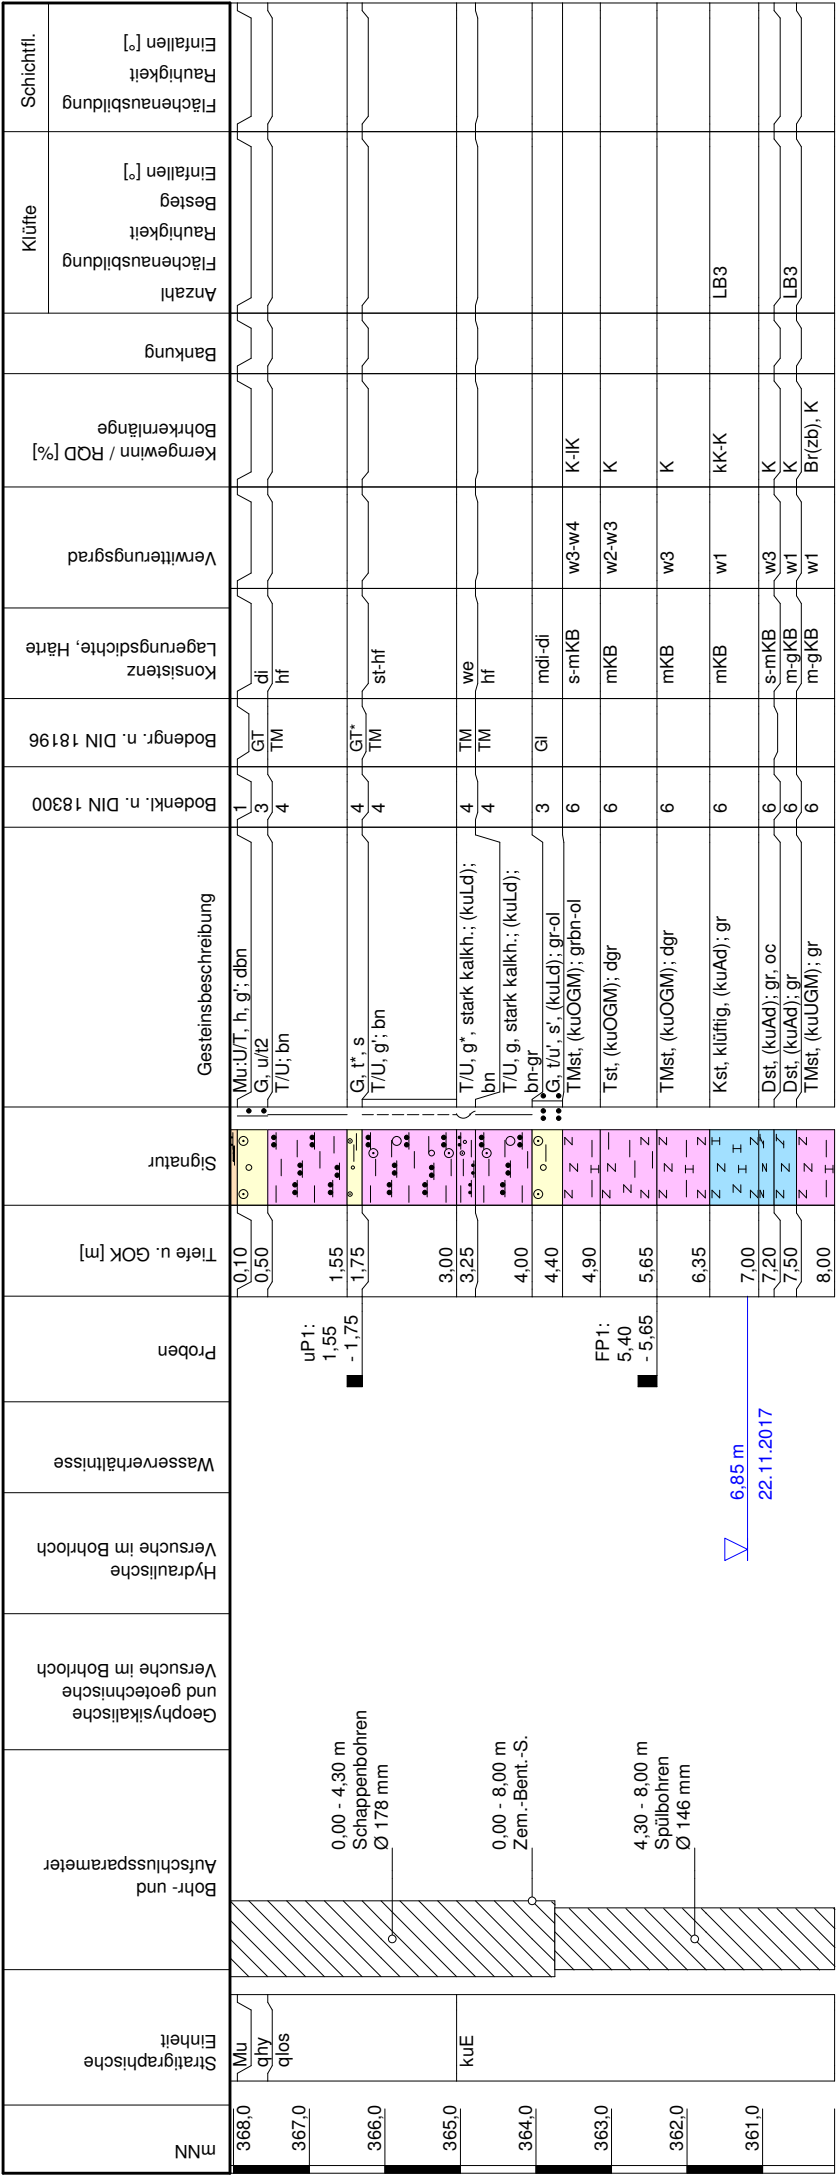 mNN
Stratigraphische
Einheit
Bohr- und
Aufschlussparameter
Geophysikalische
und geotechnische
Versuche im Bohrloch
Hydraulische
Versuche im Bohrloch
Wasserverhältnisse
Proben
Tiefe u. GOK [m]
Signatur
Gesteinsbeschreibung
Bodenkl. n. DIN 18300
Bodengr. n. DIN 18196
Konsistenz
Lagerungsdichte, Härte
Verwitterungsgrad
Kerngewinn / RQD [%]
Bohrkernlänge
Bankung
Klüfte
Anzahl
Flächenausbildung
Rauhigkeit
Besteg
Einfallen [°]
Schichtfl.
Flächenausbildung
Rauhigkeit
Einfallen [°]
368,0
367,0
366,0
365,0
364,0
363,0
362,0
361,0
Mu
qhy
qlos
kuE
0,00 - 4,30 m
Schappenbohren
Ø 178 mm
0,00 - 8,00 m
Zem.-Bent.-S.
4,30 - 8,00 m
Spülbohren
Ø 146 mm
6,85 m
22.11.2017
uP1:
1,55
- 1,75
FP1:
5,40
- 5,65
0,10
0,50
1,55
1,75
3,00
3,25
4,00
4,40
4,90
5,65
6,35
7,00
7,20
7,50
8,00
Mu:U/T, h, g'; dbn
G, u/t2
T/U; bn
G, t*, s
T/U, g'; bn
T/U, g*, stark kalkh.; (kuLd);
bn
T/U, g, stark kalkh.; (kuLd);
bn-gr
G, t/u', s', (kuLd); gr-ol
TMst, (kuOGM); grbn-ol
Tst, (kuOGM); dgr
TMst, (kuOGM); dgr
Kst, klüftig, (kuAd); gr
Dst, (kuAd); gr, oc
Dst, (kuAd); gr
TMst, (kuUGM); gr
1
3
4
4
4
4
4
3
6
6
6
6
6
6
6
GT
TM
GT*
TM
TM
TM
GI
di
hf
st-hf
we
hf
mdi-di
s-mKB
mKB
mKB
mKB
s-mKB
m-gKB
m-gKB
w3-w4
w2-w3
w3
w1
w3
w1
w1
K-lK
K
K
kK-K
K
K
Br(zb), K
LB3
LB3